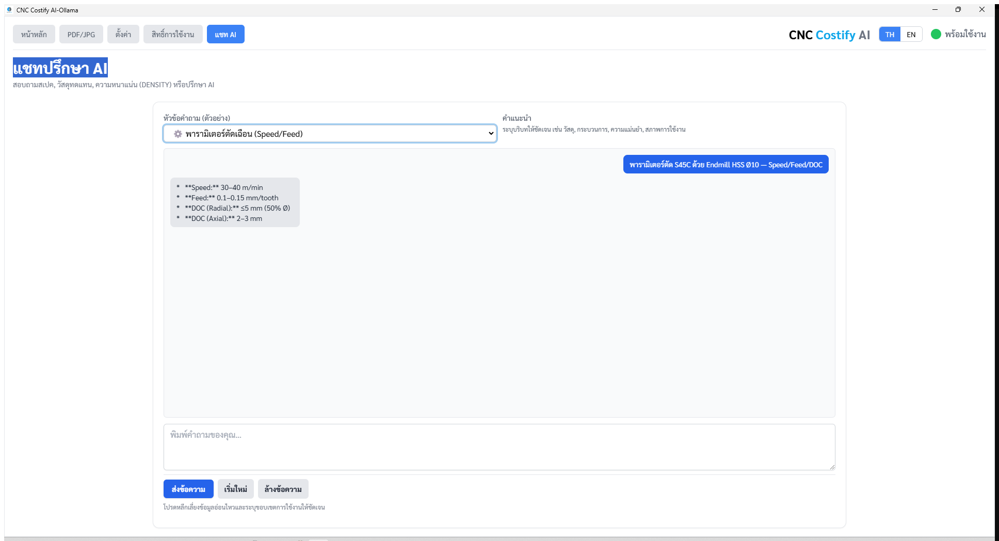 CNC Costify AI-Ollama
หน้าหลัก PDF/JPG ตั้งค่า สิทธิ์การใช้งาน แชท AI
CNC Costify AI TH EN พร้อมใช้งาน
แชทปรึกษา AI
สอบถามสเปค, วัสดุทดแทน, ความหนาแน่น (DENSITY) หรือปรึกษา AI
หัวข้อคำถาม (ตัวอย่าง)
พารามิเตอร์ตัดเฉือน (Speed/Feed)
คำแนะนำ
ระบุบริบทให้ชัดเจน เช่น วัสดุ, กระบวนการ, ความแม่นยำ, สภาพการใช้งาน
พารามิเตอร์ตัด S45C ด้วย Endmill HSS Ø10 — Speed/Feed/DOC
* **Speed:** 30–40 m/min
* **Feed:** 0.1–0.15 mm/tooth
* **DOC (Radial):** ≤5 mm (50% Ø)
* **DOC (Axial):** 2–3 mm
พิมพ์คำถามของคุณ...
ส่งข้อความ เริ่มใหม่ ล้างข้อความ
โปรดหลีกเลี่ยงข้อมูลอ่อนไหวและระบุขอบเขตการใช้งานให้ชัดเจน